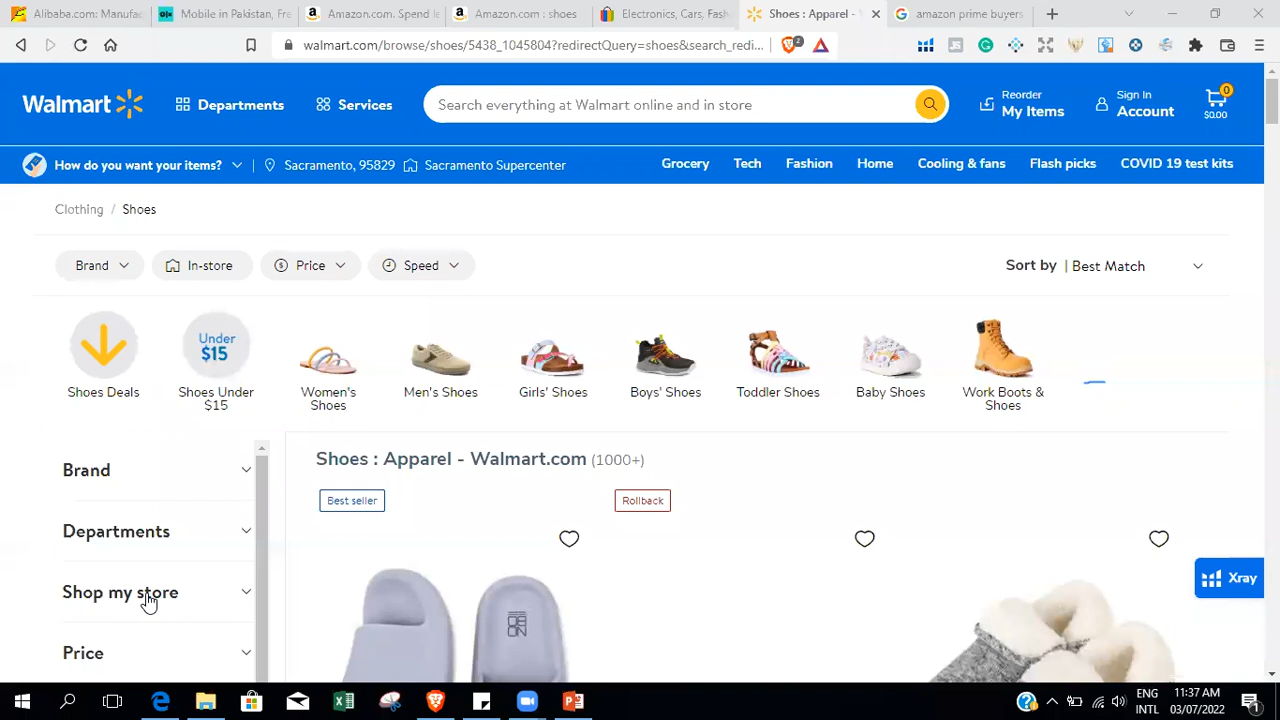 Alibaba.com: Manufac
Mobile in Pakistan, Fre
Amazon.com. Spend le
Amazon.com : shoes
Electronics, Cars, Fash
Shoes : Apparel -
amazon prime buyers
walmart.com/browse/shoes/5438_1045804?redirectQuery=shoes&search_redi...
2
Walmart
Departments
Services
Search everything at Walmart online and in store
Reorder
My Items
Sign In
Account
0
$0.00
How do you want your items?
Sacramento, 95829
Sacramento Supercenter
Grocery
Tech
Fashion
Home
Cooling & fans
Flash picks
COVID 19 test kits
Clothing / Shoes
Brand
In-store
Price
Speed
Sort by | Best Match
Under
$15
Shoes Deals
Shoes Under
$15
Women's
Shoes
Men's Shoes
Girls' Shoes
Boys' Shoes
Toddler Shoes
Baby Shoes
Work Boots &
Shoes
Brand
Departments
Shop my store
Price
Shoes : Apparel - Walmart.com (1000+)
Best seller
Rollback
Xray
ENG
INTL
11:37 AM
03/07/2022
1